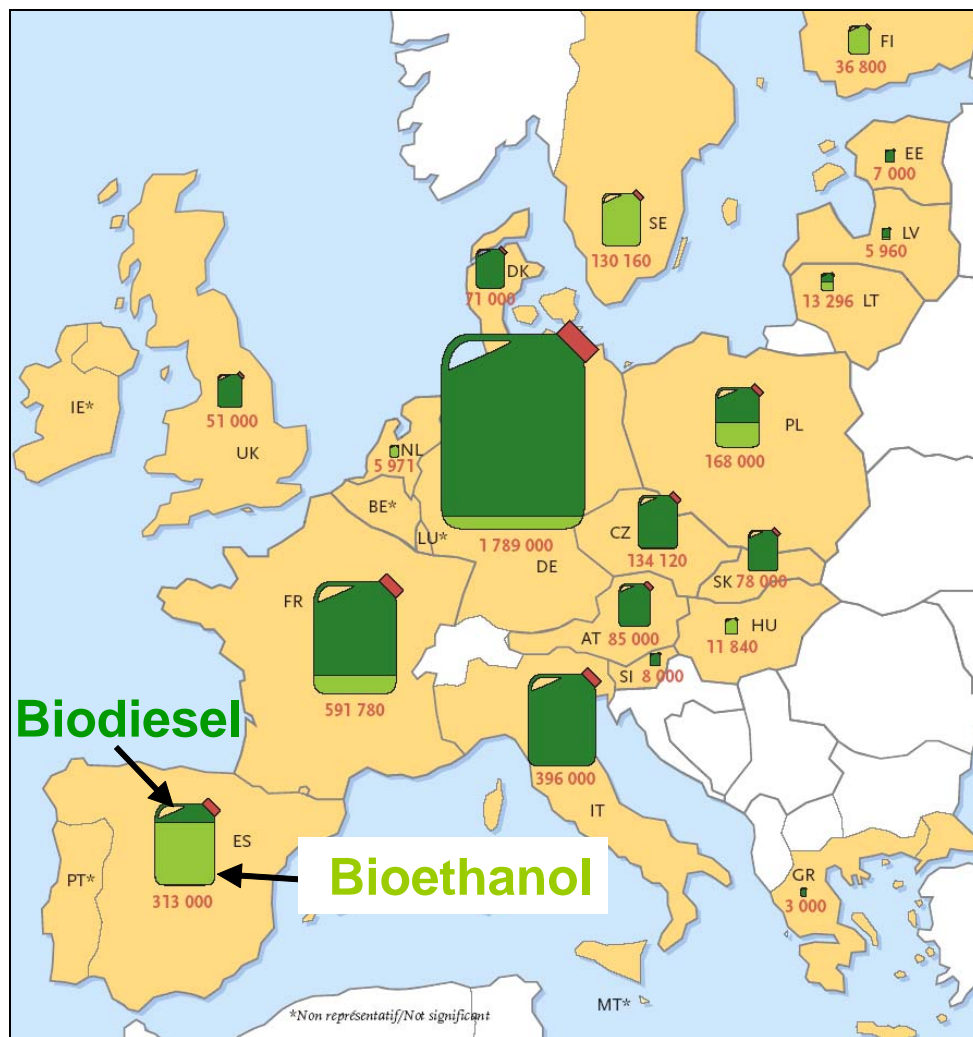 FI
36 800
EE
7 000
SE
130 160
LV
5 960
DK
71 000
13 296
LT
IE*
51 000
UK
NL
5 971
PL
168 000
BE*
LU*
1 789 000
DE
CZ
134 120
SK 78 000
FR
591 780
AT 85 000
HU
11 840
SI 8 000
Biodiesel
396 000
IT
ES
PT*
313 000
Bioethanol
GR
3 000
MT*
*Non représentatif/Not significant